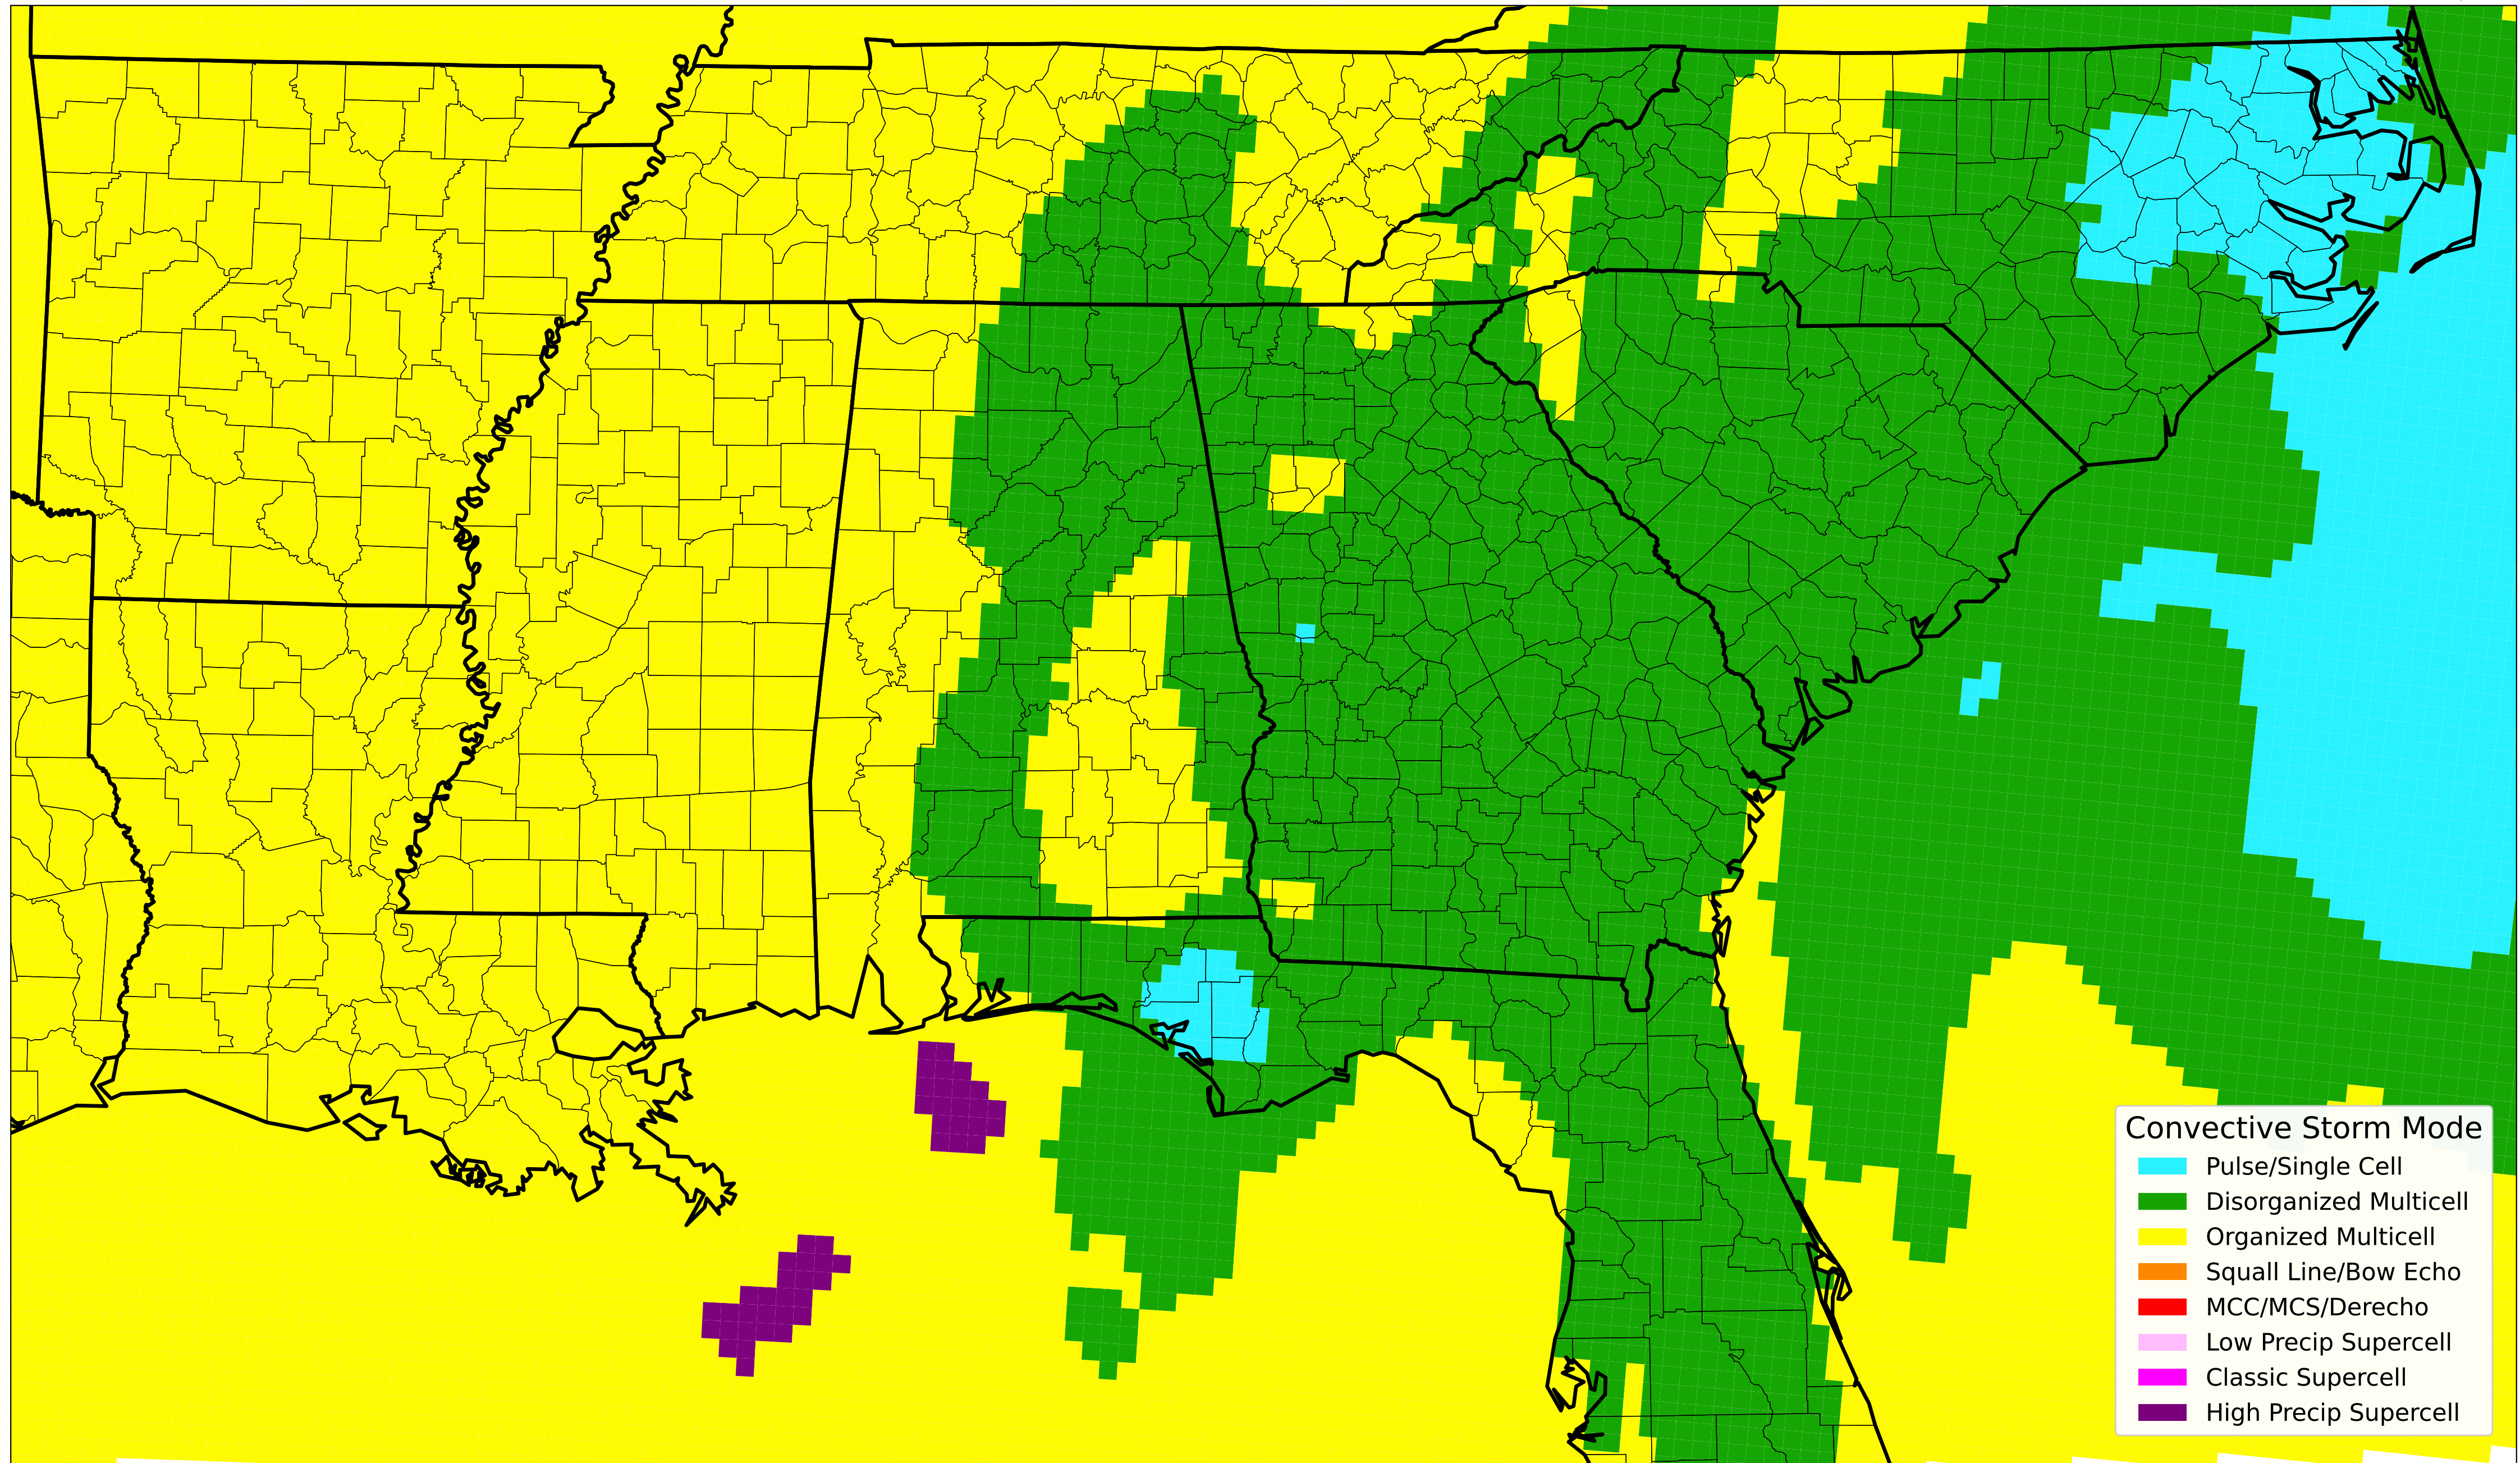 Convective Storm Mode
Pulse/Single Cell
Disorganized Multicell
Organized Multicell
Squall Line/Bow Echo
MCC/MCS/Derecho
Low Precip Supercell
Classic Supercell
High Precip Supercell